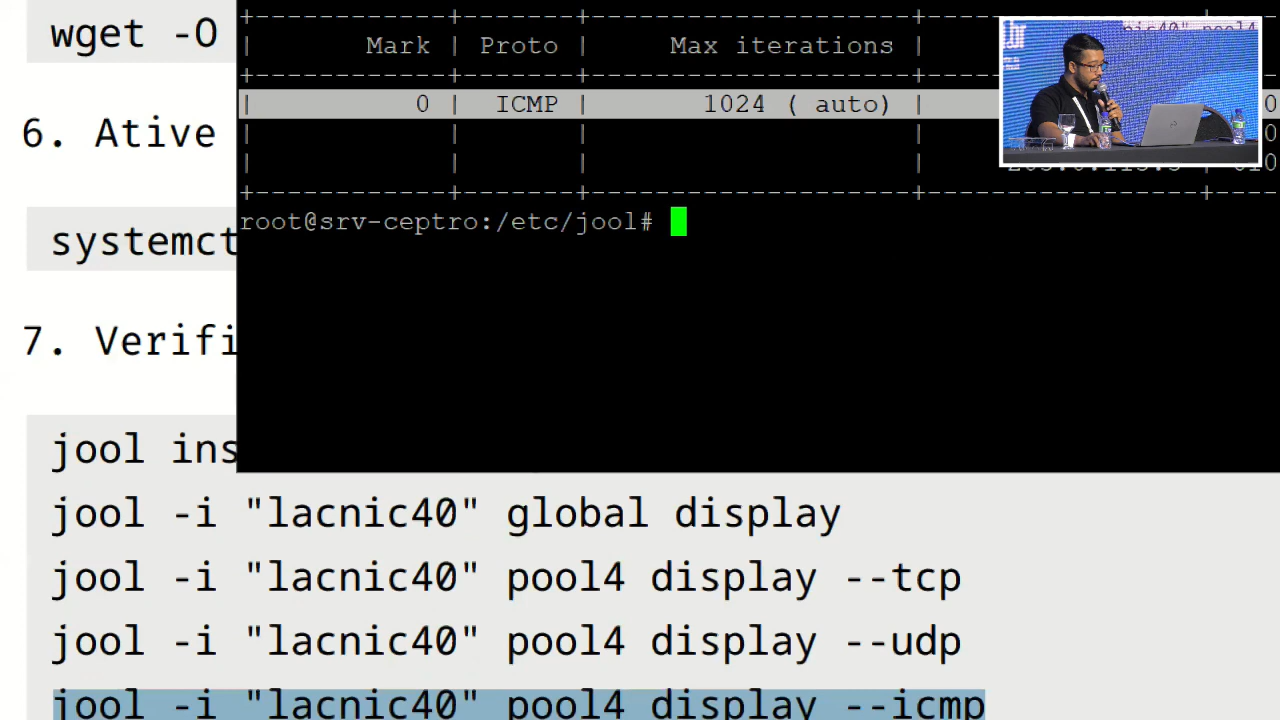 wget -O
6. Ative
systemct
7. Verifi
jool ins
jool -i "lacnic40" global display
jool -i "lacnic40" pool4 display --tcp
jool -i "lacnic40" pool4 display --udp
jool -i "lacnic40" pool4 display --icmp
+--------------+-------+--------------------+-----------------+----
| Mark | Proto | Max iterations |
+--------------+-------+--------------------+-----------------+----
| 0 | ICMP | 1024 ( auto) |
| | | |
| | | |
+--------------+-------+--------------------+-----------------+----
root@srv-ceptro:/etc/jool#